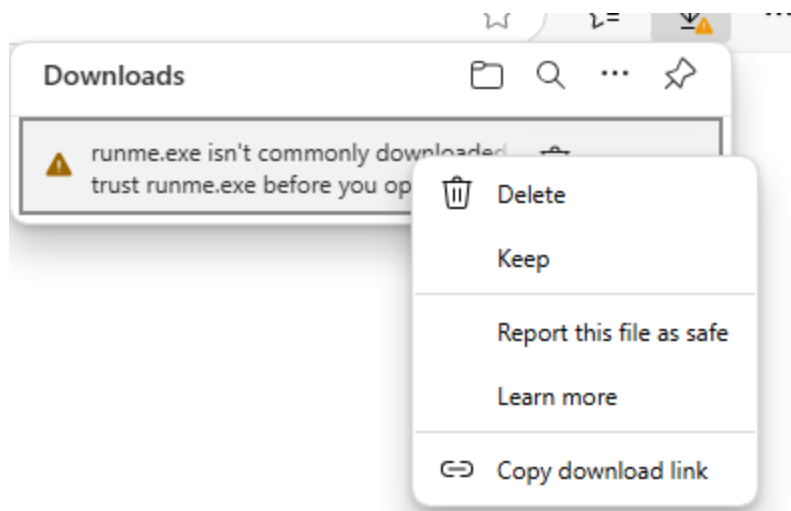 Downloads
runme.exe isn't commonly downloaded
trust runme.exe before you op
Delete
Keep
Report this file as safe
Learn more
Copy download link